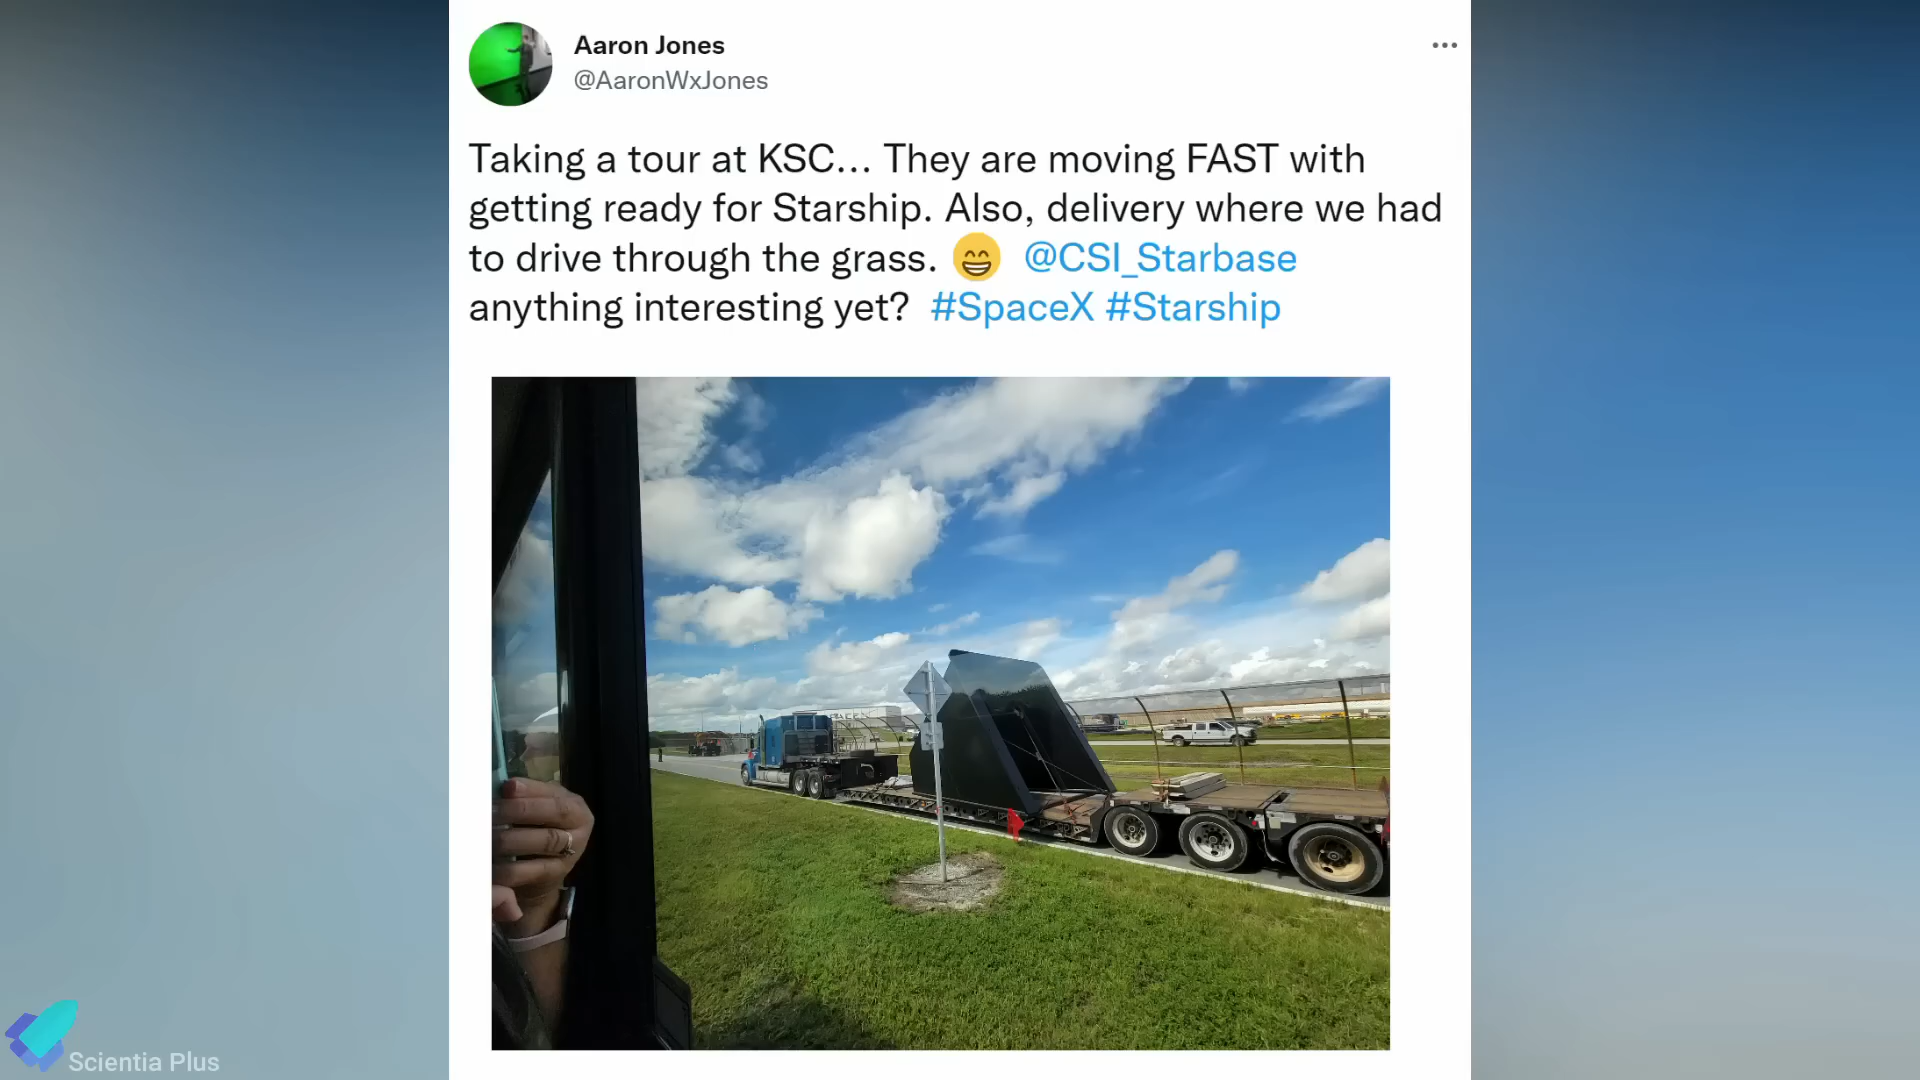 Aaron Jones
@AaronWxJones
Taking a tour at KSC... They are moving FAST with
getting ready for Starship. Also, delivery where we had
to drive through the grass. 😁 @CSI_Starbase
anything interesting yet? #SpaceX #Starship
Scientia Plus